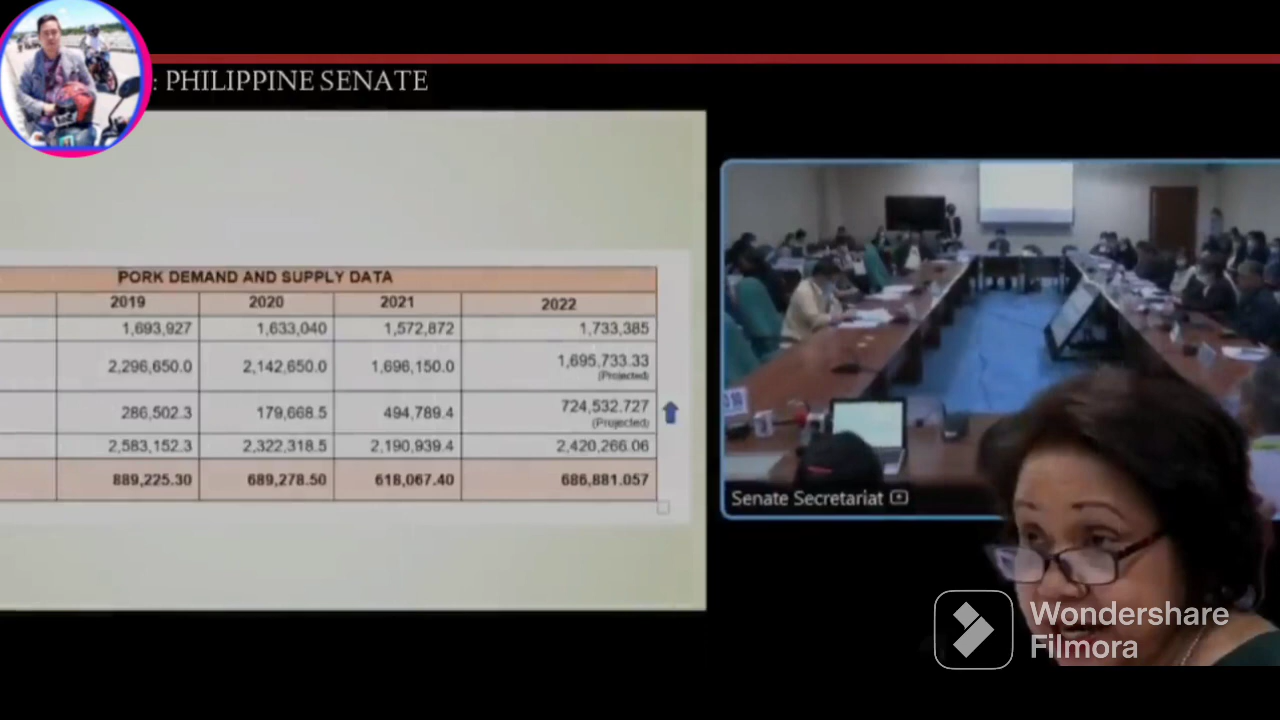 : PHILIPPINE SENATE
PORK DEMAND AND SUPPLY DATA
2019 2020 2021 2022
1,693,927 1,633,040 1,572,872 1,733,385
2,296,650.0 2,142,650.0 1,696,150.0 1,695,733.33
(Projected)
286,502.3 179,668.5 494,789.4 724,532.727
(Projected)
2,583,152.3 2,322,318.5 2,190,939.4 2,420,266.06
889,225.30 689,278.50 618,067.40 686,881.057
Senate Secretariat
Wondershare
Filmora